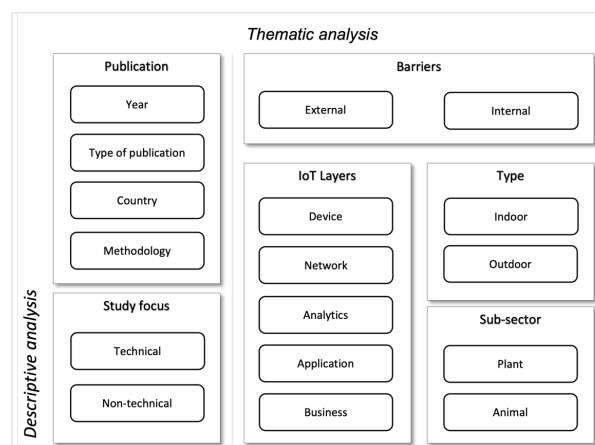 Thematic analysis
Publication
Year
Type of publication
Country
Methodology
Study focus
Technical
Non-technical
Descriptive analysis
Barriers
External
Internal
IoT Layers
Device
Network
Analytics
Application
Business
Type
Indoor
Outdoor
Sub-sector
Plant
Animal